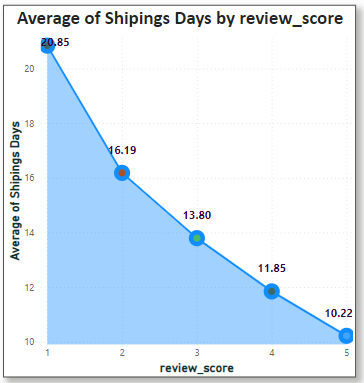 Average of Shipings Days by review_score
20.85
20
18
16.19
16
13.80
14
11.85
12
10.22
10
Average of Shipings Days
1 2 3 4 5
review_score